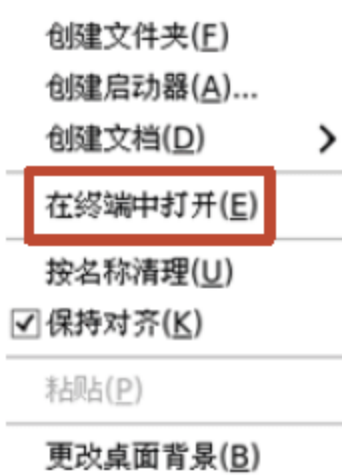 创建文件夹(F)
创建启动器(A)...
创建文档(D)
在终端中打开(E)
按名称清理(U)
保持对齐(K)
粘贴(P)
更改桌面背景(B)